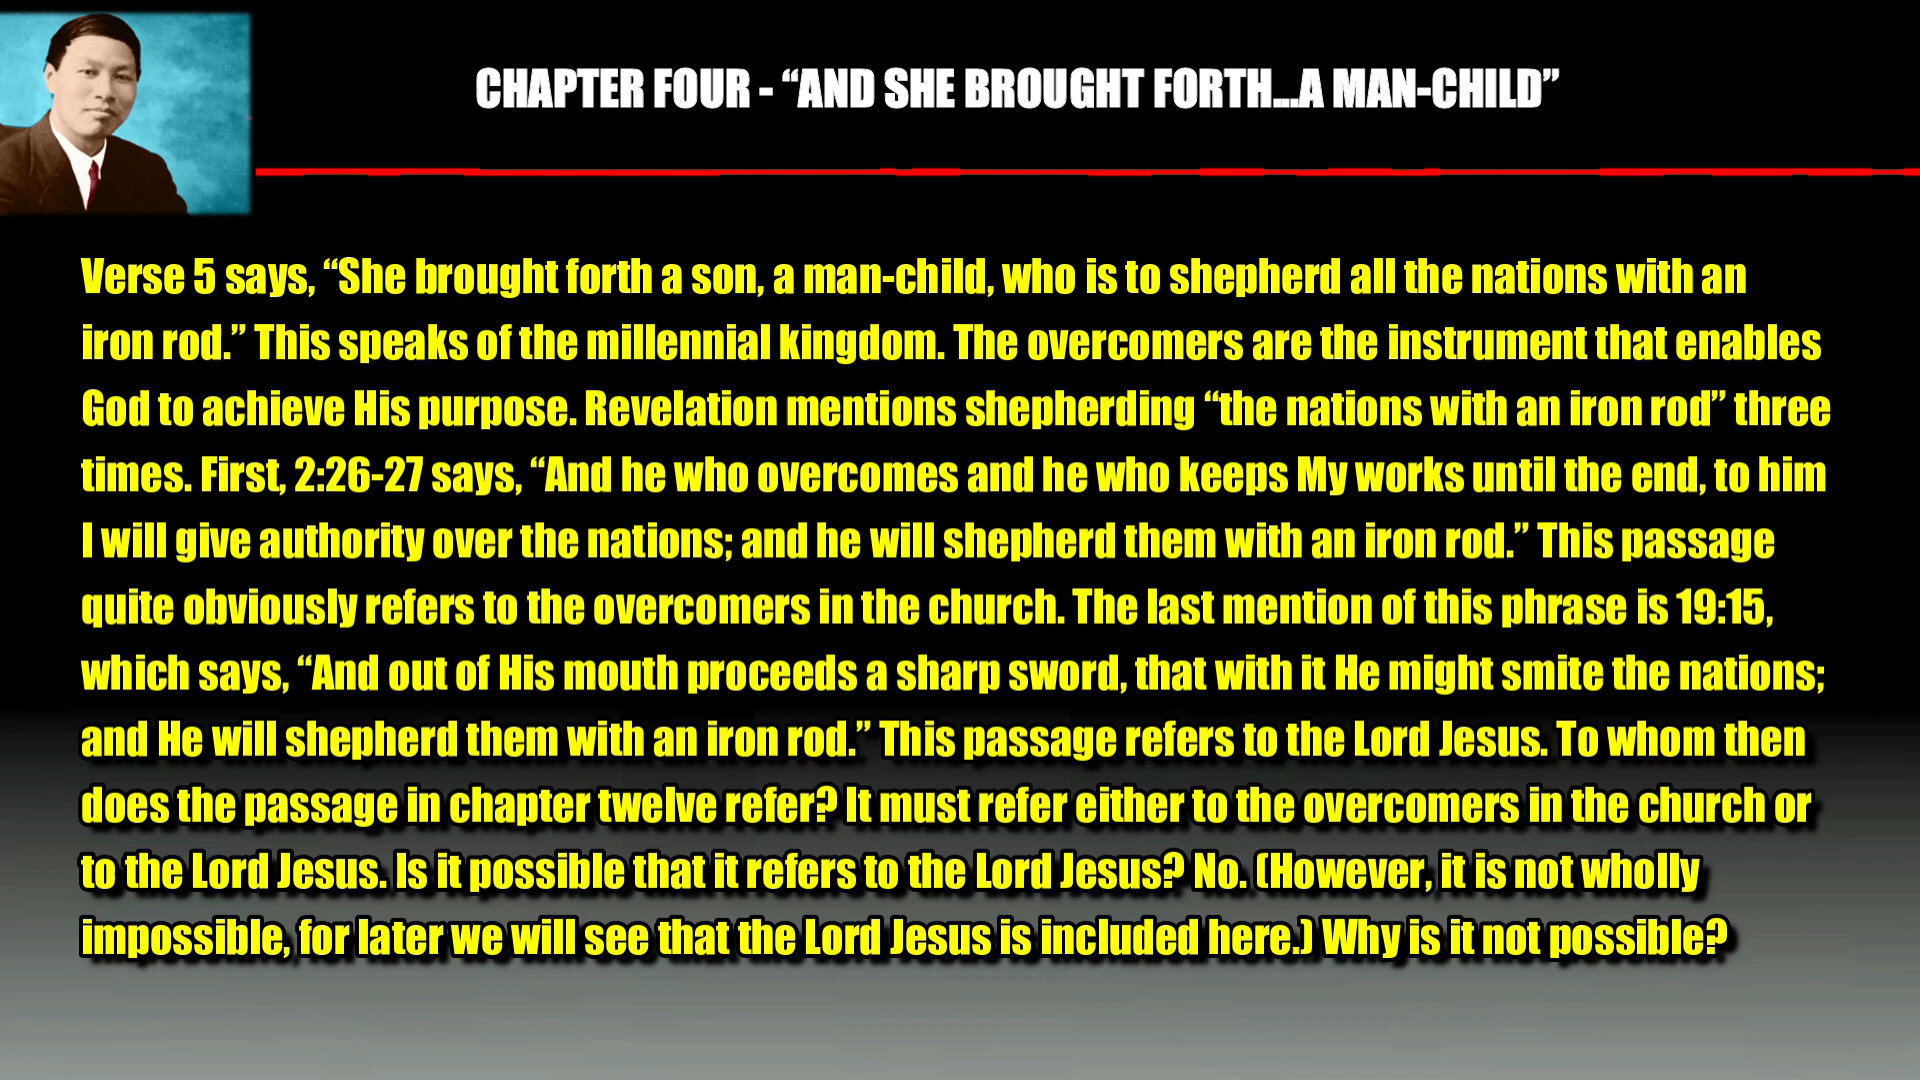 CHAPTER FOUR - “AND SHE BROUGHT FORTH...A MAN-CHILD”
Verse 5 says, “She brought forth a son, a man-child, who is to shepherd all the nations with an
iron rod.” This speaks of the millennial kingdom. The overcomers are the instrument that enables
God to achieve His purpose. Revelation mentions shepherding “the nations with an iron rod” three
times. First, 2:26-27 says, “And he who overcomes and he who keeps My works until the end, to him
I will give authority over the nations; and he will shepherd them with an iron rod.” This passage
quite obviously refers to the overcomers in the church. The last mention of this phrase is 19:15,
which says, “And out of His mouth proceeds a sharp sword, that with it He might smite the nations;
and He will shepherd them with an iron rod.” This passage refers to the Lord Jesus. To whom then
does the passage in chapter twelve refer? It must refer either to the overcomers in the church or
to the Lord Jesus. Is it possible that it refers to the Lord Jesus? No. (However, it is not wholly
impossible, for later we will see that the Lord Jesus is included here.) Why is it not possible?